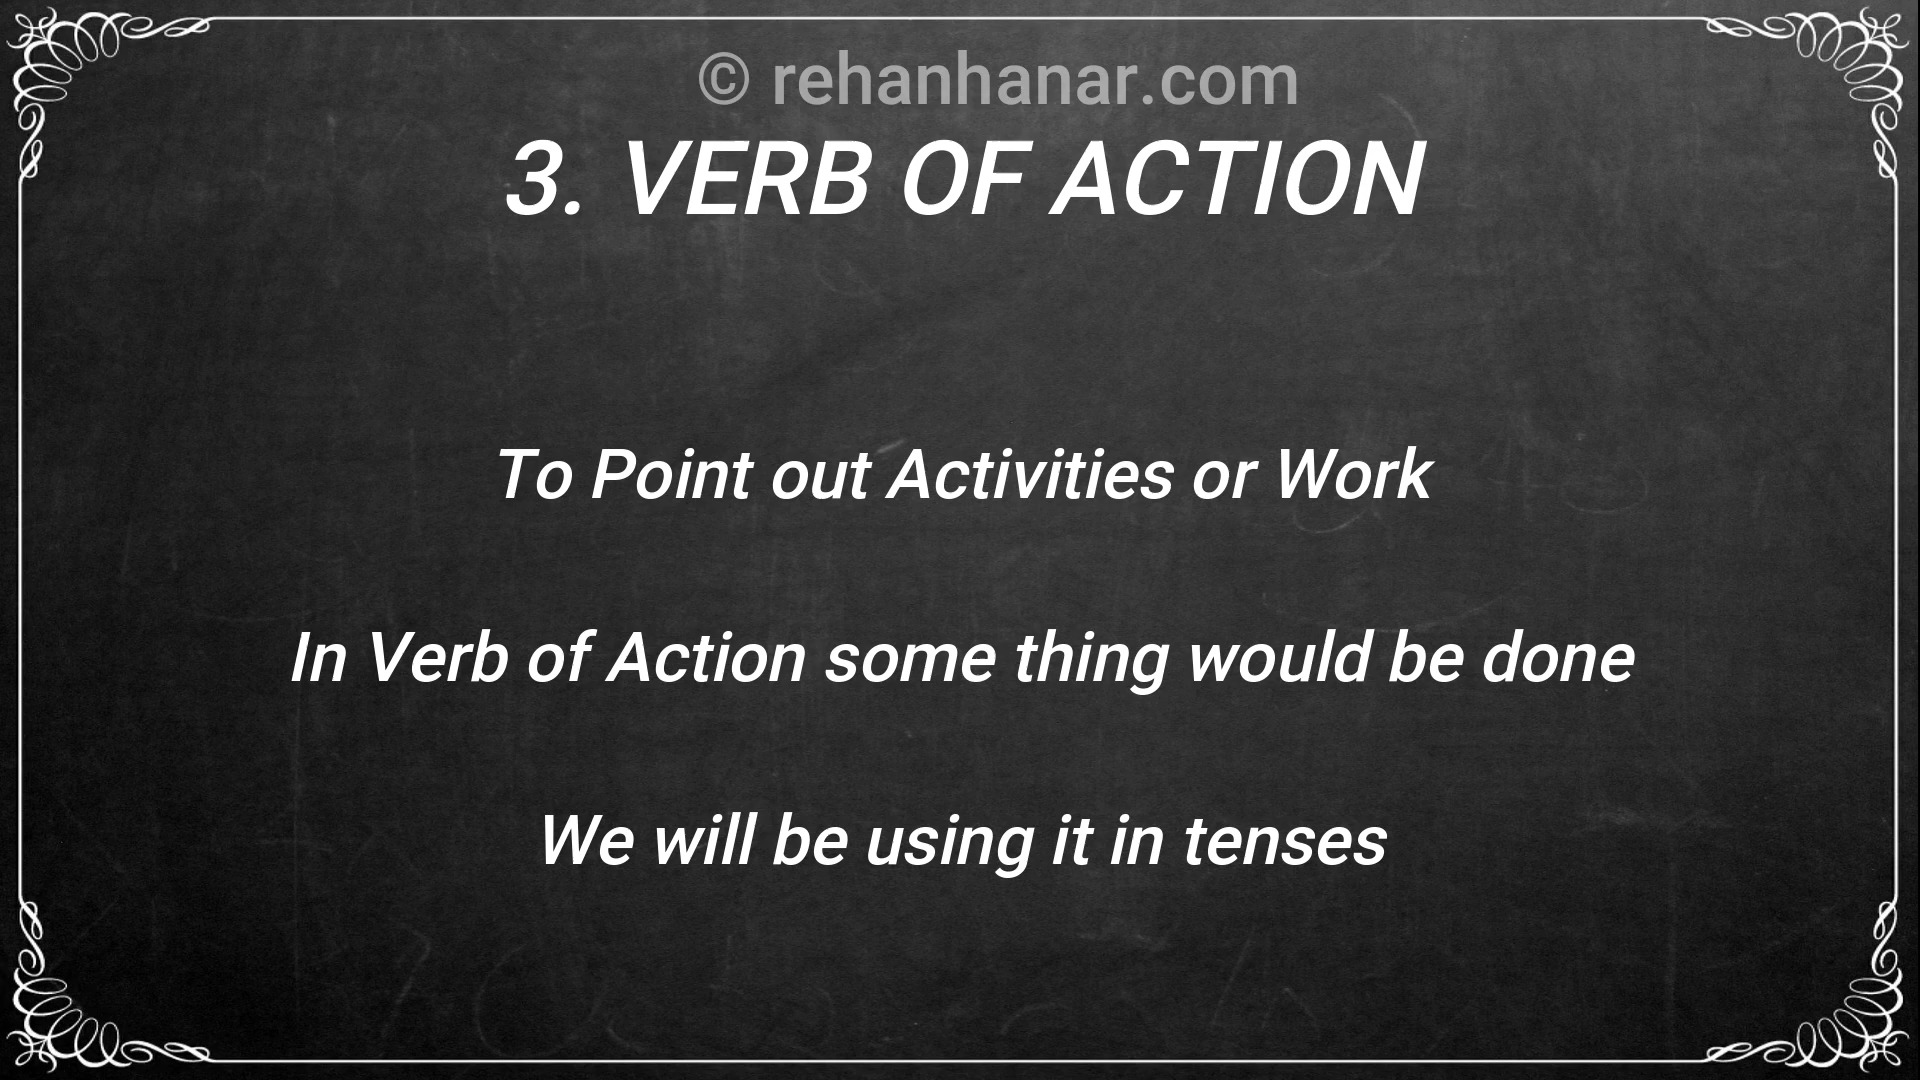 © rehanhanar.com
3. VERB OF ACTION
To Point out Activities or Work
In Verb of Action some thing would be done
We will be using it in tenses